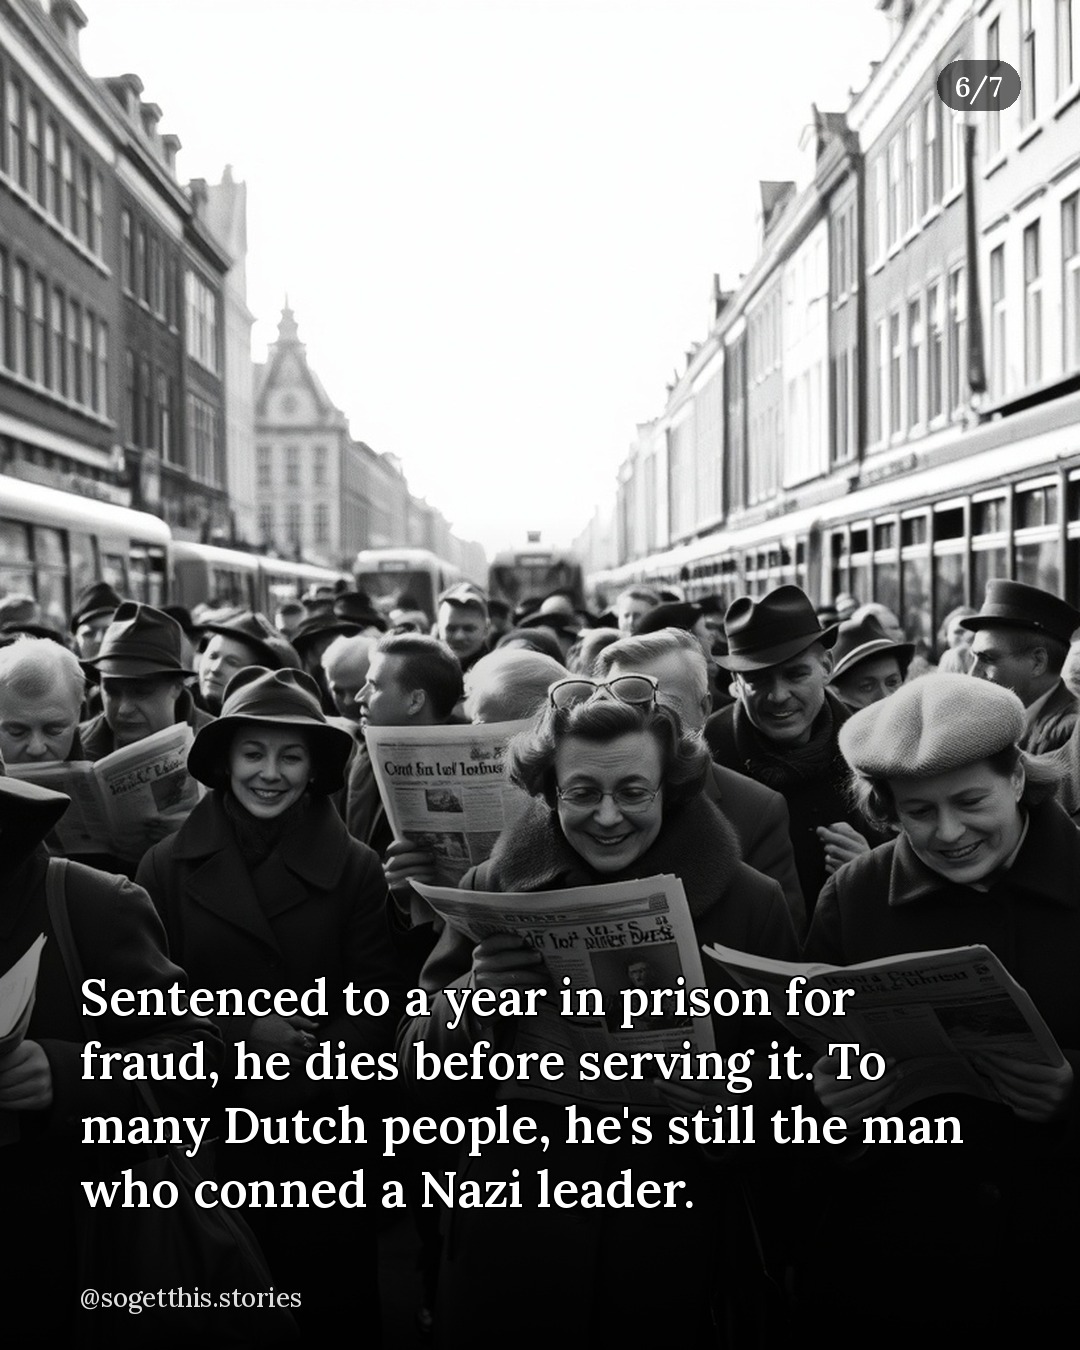 6/7
Sentenced to a year in prison for
fraud, he dies before serving it. To
many Dutch people, he's still the man
who conned a Nazi leader.
@sogetthis.stories